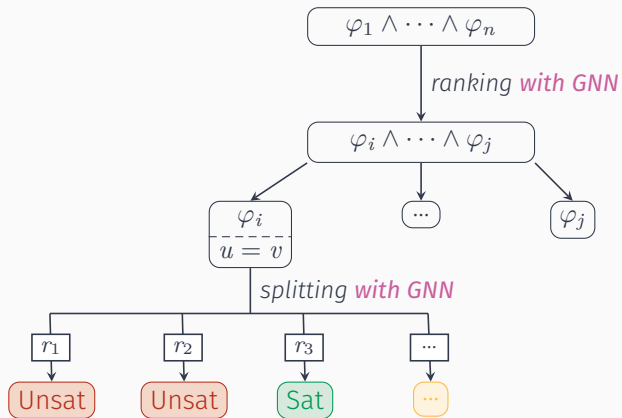 φ₁ ∧ ⋯ ∧ φₙ
ranking with GNN
φᵢ ∧ ⋯ ∧ φⱼ
φᵢ ... φⱼ
u = v
splitting with GNN
r₁ r₂ r₃ ...
Unsat Unsat Sat ...